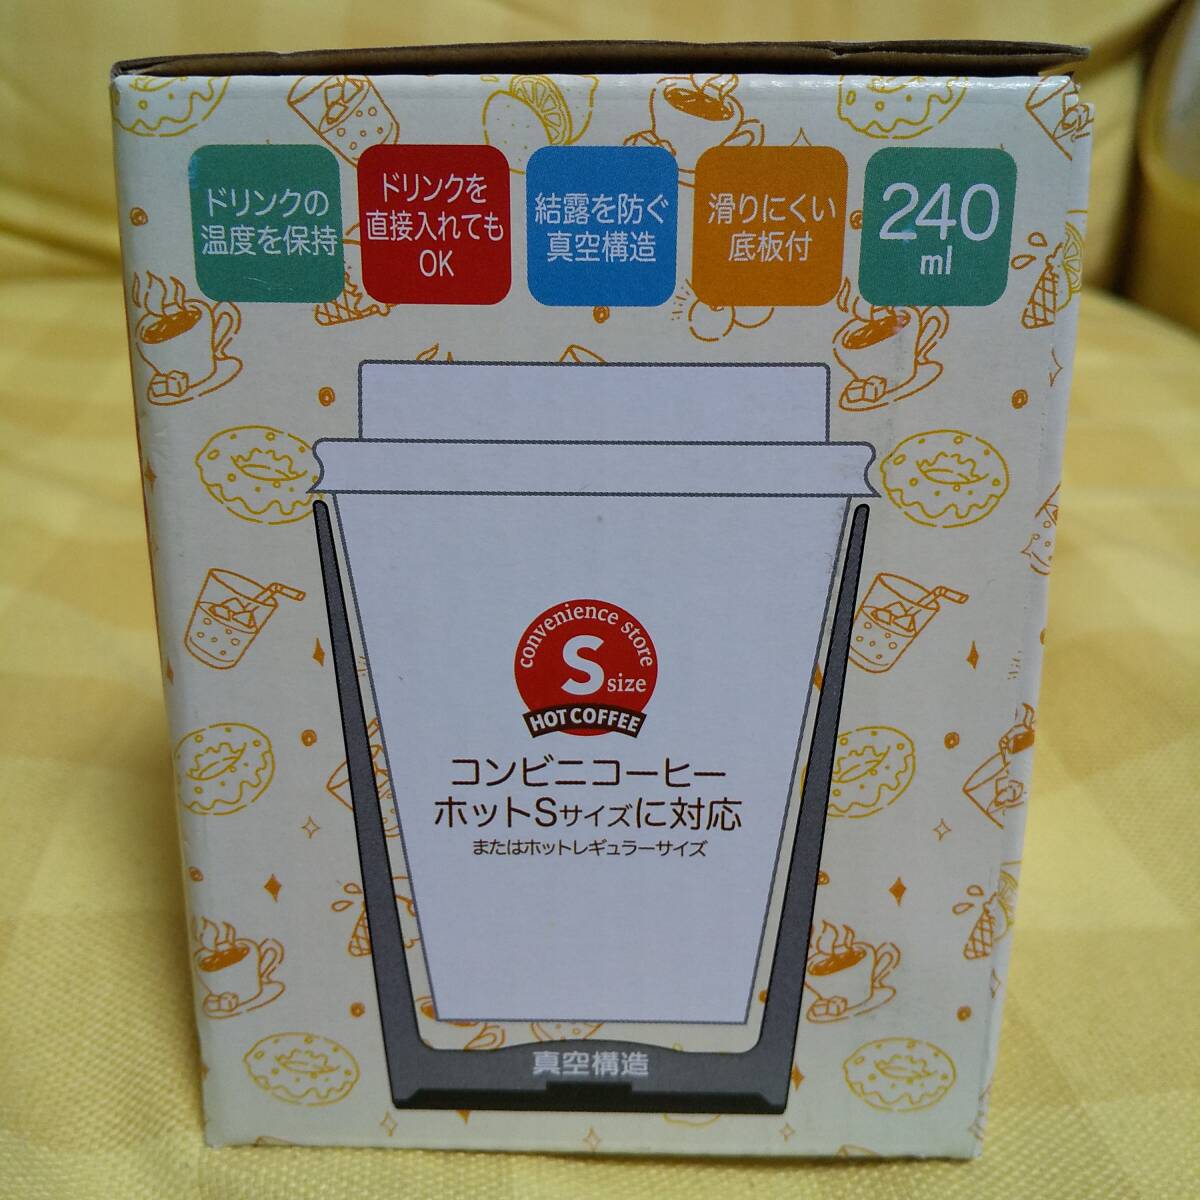 ドリンクの
温度を保持
ドリンクを
直接入れても
OK
結露を防ぐ
真空構造
滑りにくい
底板付
240
ml
convenience store
S size
HOT COFFEE
コンビニコーヒー
ホットSサイズに対応
またはホットレギュラーサイズ
真空構造